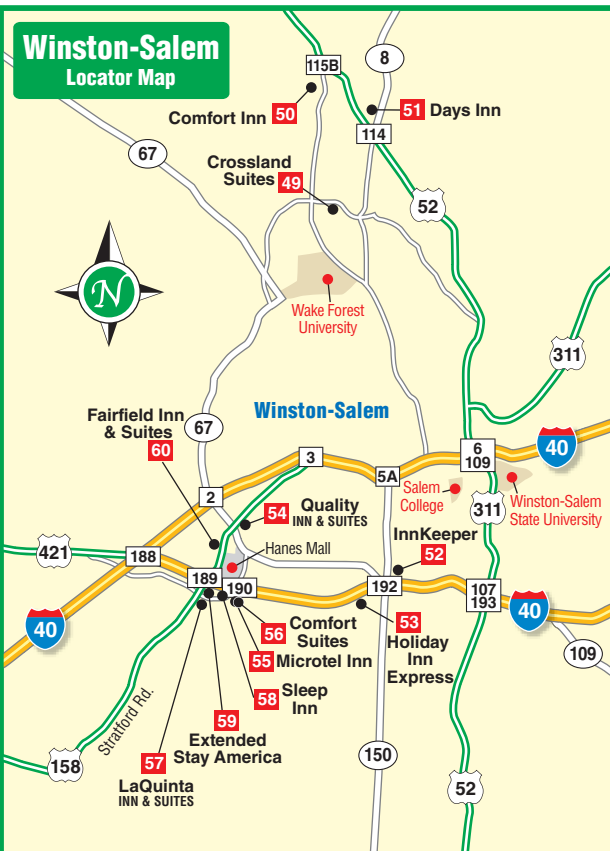 Winston-Salem
Locator Map
115B
8
Comfort Inn 50
51 Days Inn
114
67
Crossland
Suites 49
52
N
Wake Forest
University
311
Winston-Salem
Fairfield Inn
& Suites
60
67
3
6
109
40
5A
2
Salem
College
Winston-Salem
State University
311
54 Quality
INN & SUITES
InnKeeper
52
Hanes Mall
421
188
189
190
192
107
193
40
40
56 Comfort
Suites
53
Holiday
Inn
Express
109
55 Microtel Inn
58 Sleep
Inn
59
Extended
Stay America
Stratford Rd.
158
57
LaQuinta
INN & SUITES
150
52